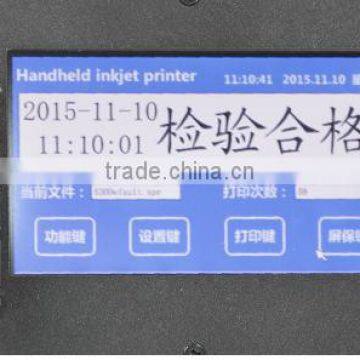 Handheld inkjet printer 11:10:41 2015.11.10
2015-11-10
11:10:01
检验合格
trade.china.cn
当前文件：
打印次数：
功能键 设置键 打印键 屏保